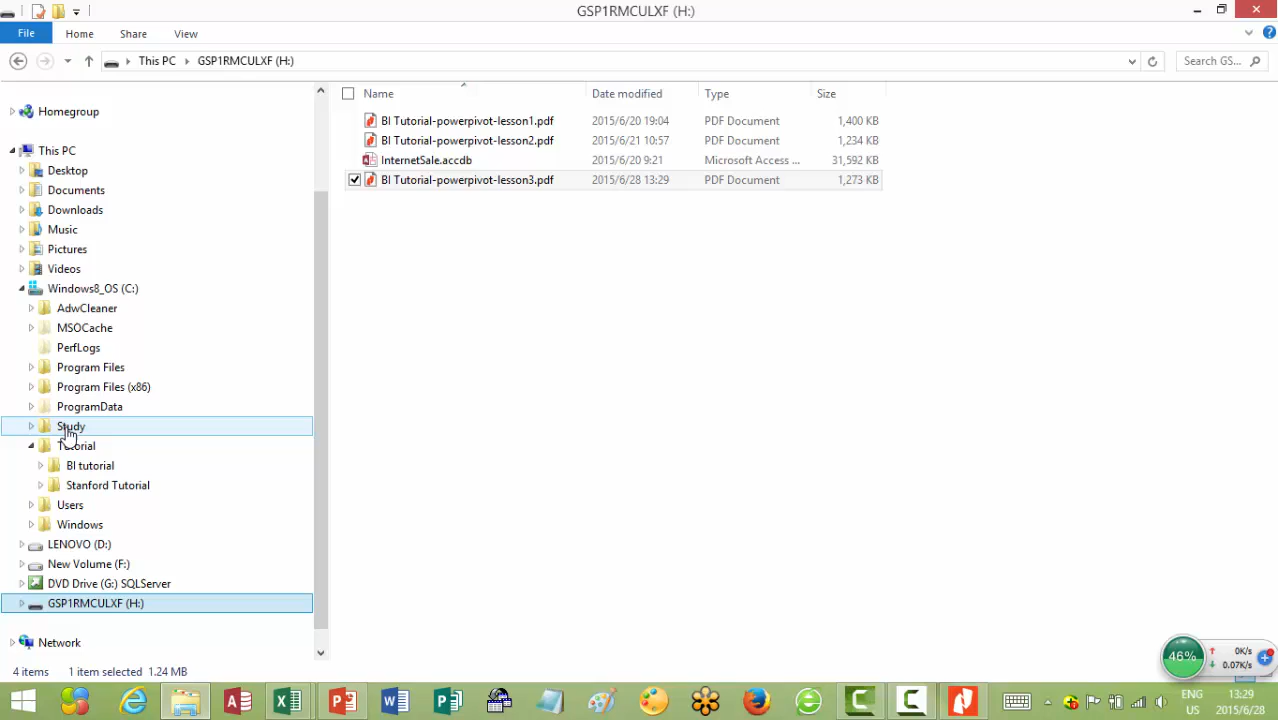 GSP1RMCULXF (H:)
File Home Share View
This PC GSP1RMCULXF (H:) Search GS...
Name Date modified Type Size
BI Tutorial-powerpivot-lesson1.pdf 2015/6/20 19:04 PDF Document 1,400 KB
BI Tutorial-powerpivot-lesson2.pdf 2015/6/21 10:57 PDF Document 1,234 KB
InternetSale.accdb 2015/6/20 9:21 Microsoft Access ... 31,592 KB
BI Tutorial-powerpivot-lesson3.pdf 2015/6/28 13:29 PDF Document 1,273 KB
Homegroup
This PC
Desktop
Documents
Downloads
Music
Pictures
Videos
Windows8_OS (C:)
AdwCleaner
MSOCache
PerfLogs
Program Files
Program Files (x86)
ProgramData
Study
Tutorial
BI tutorial
Stanford Tutorial
Users
Windows
LENOVO (D:)
New Volume (F:)
DVD Drive (G:) SQLServer
GSP1RMCULXF (H:)
Network
4 items 1 item selected 1.24 MB
46% 0K/s
0.07K/s
ENG 13:29
US 2015/6/28